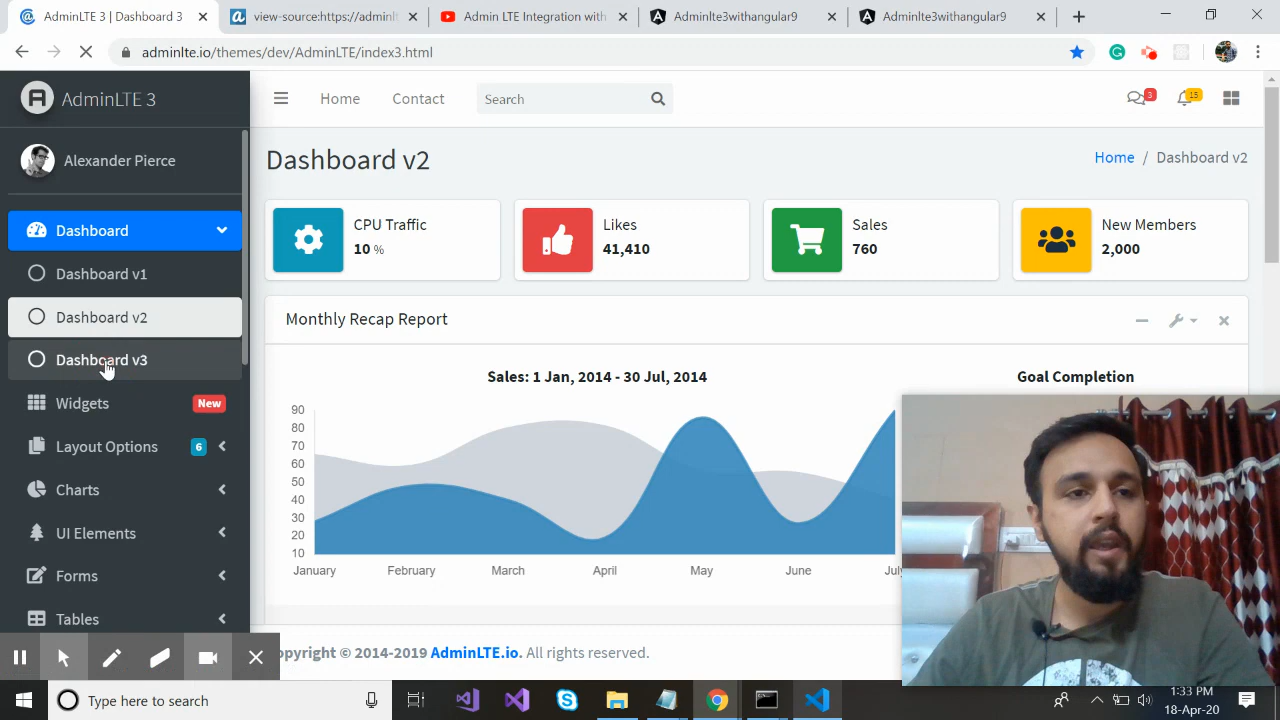 AdminLTE 3 | Dashboard 3
view-source:https://adminl
Admin LTE Integration with
Adminlte3withangular9
Adminlte3withangular9
adminlte.io/themes/dev/AdminLTE/index3.html
AdminLTE 3
Home
Contact
Search
3
15
Alexander Pierce
Dashboard
Dashboard v1
Dashboard v2
Dashboard v3
Widgets
New
Layout Options
6
Charts
UI Elements
Forms
Tables
Dashboard v2
Home / Dashboard v2
CPU Traffic
10 %
Likes
41,410
Sales
760
New Members
2,000
Monthly Recap Report
Sales: 1 Jan, 2014 - 30 Jul, 2014
Goal Completion
90
80
70
60
50
40
30
20
10
January February March April May June July
opyright © 2014-2019 AdminLTE.io. All rights reserved.
Type here to search
1:33 PM
18-Apr-20